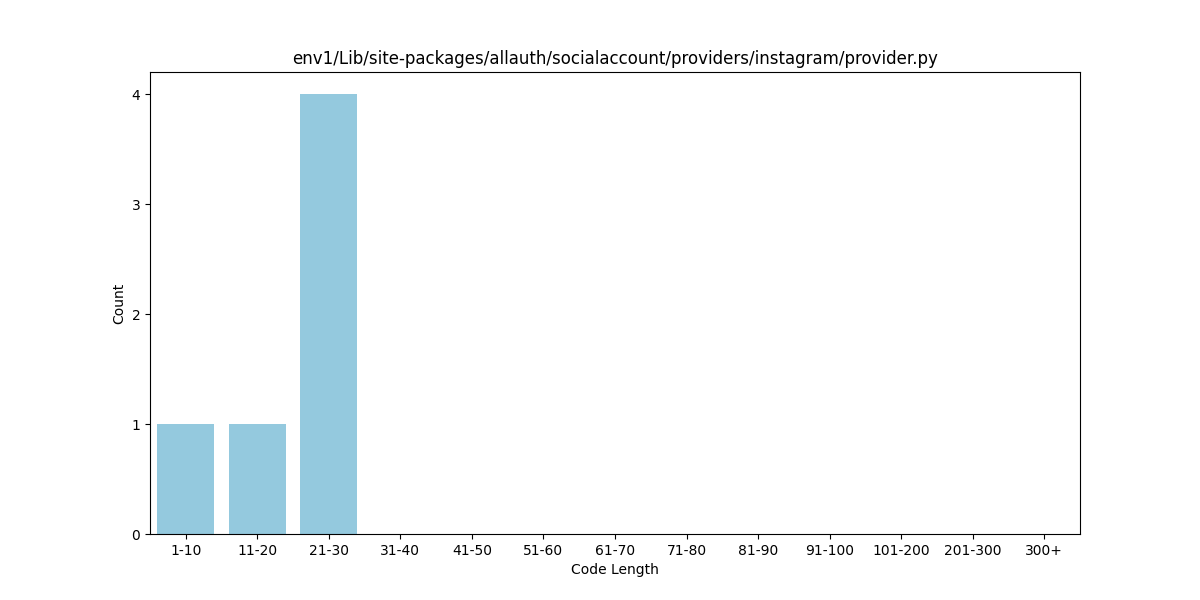 env1/Lib/site-packages/allauth/socialaccount/providers/instagram/provider.py
4
3
2
1
0
Count
1-10 11-20 21-30 31-40 41-50 51-60 61-70 71-80 81-90 91-100 101-200 201-300 300+
Code Length